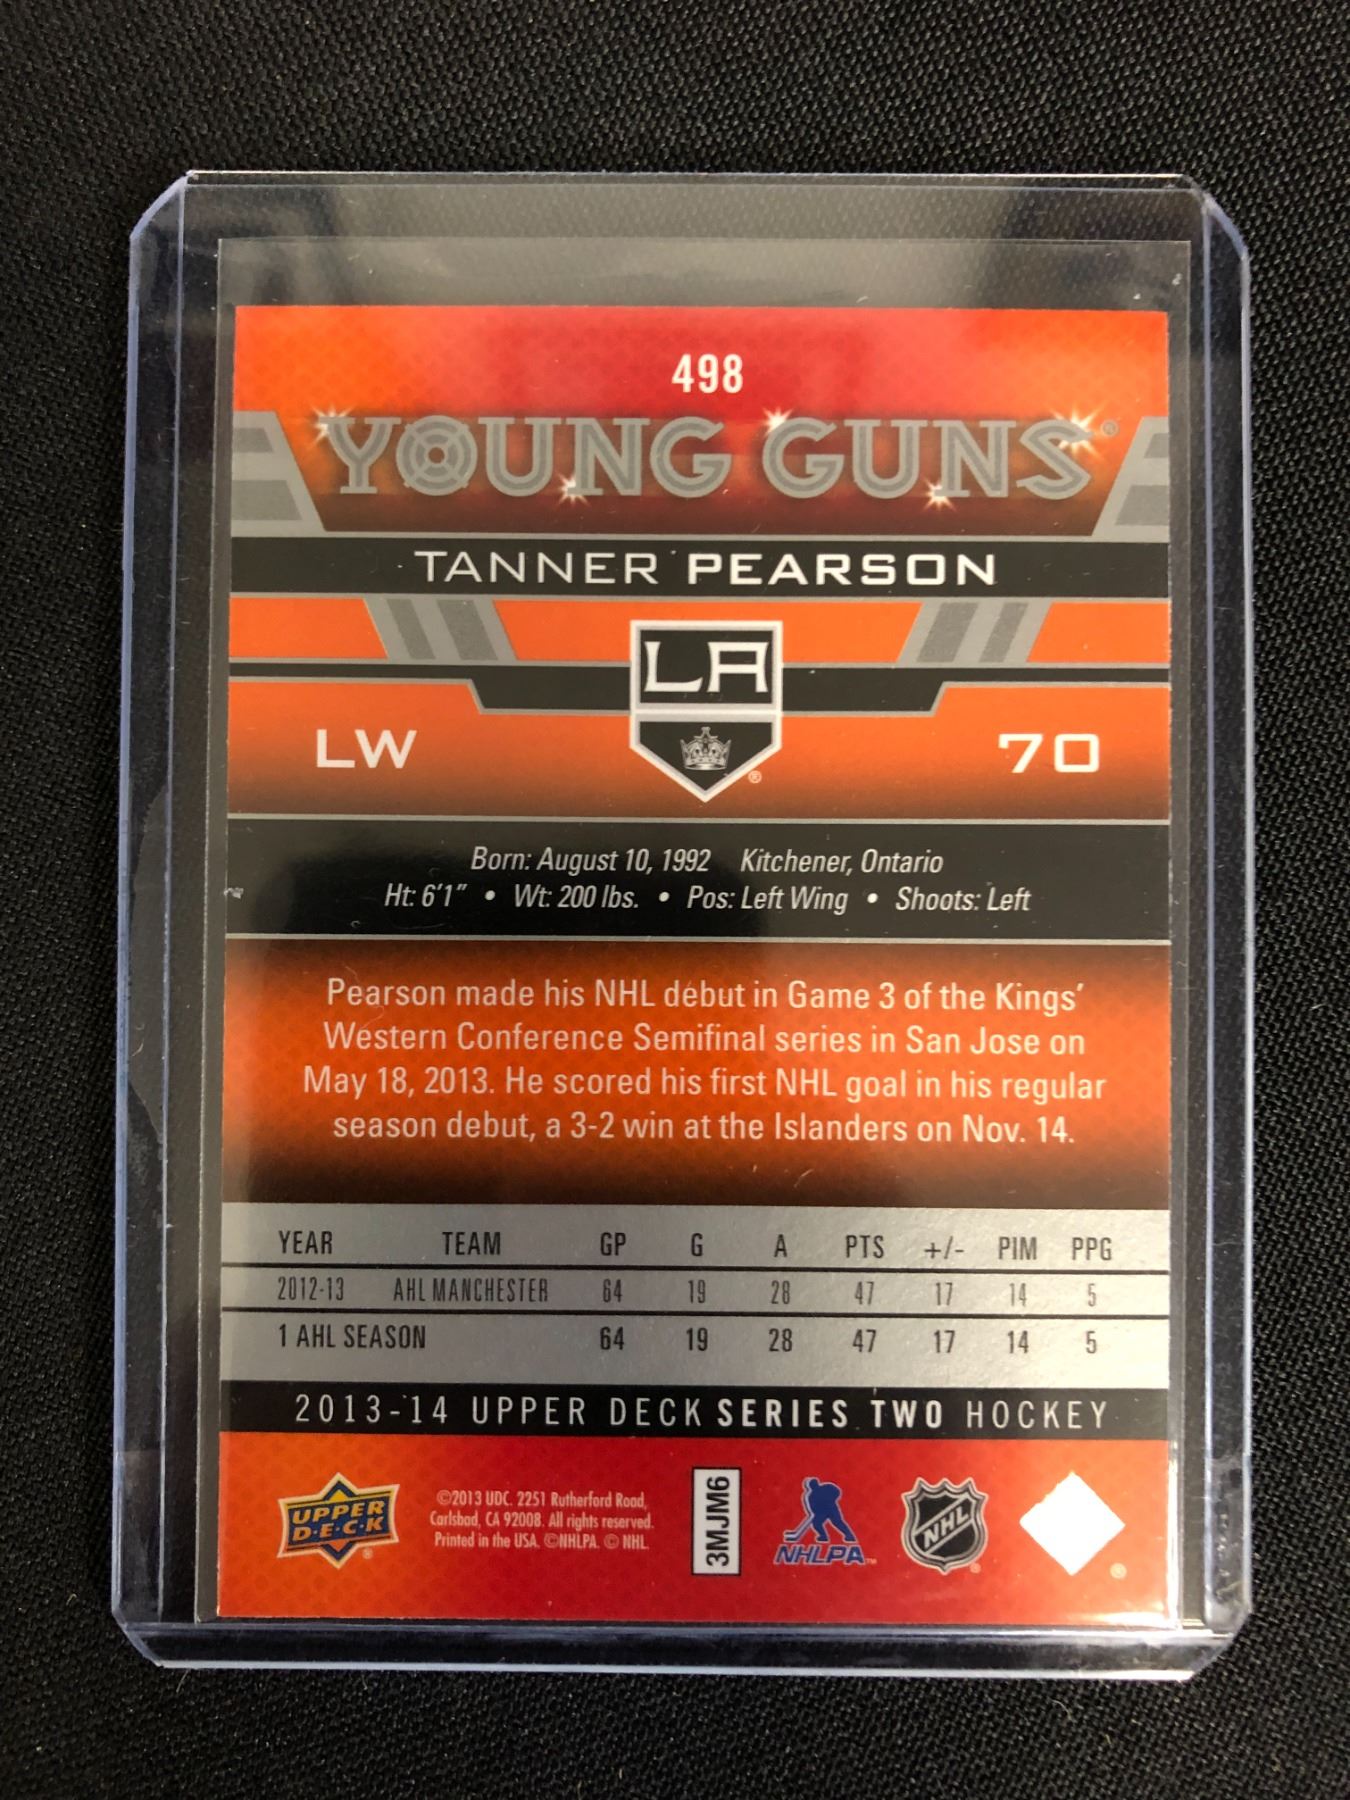 498
YOUNG GUNS®
TANNER PEARSON
LA
LW
70
®
Born: August 10, 1992 Kitchener, Ontario
Ht: 6'1" • Wt: 200 lbs. • Pos: Left Wing • Shoots: Left
Pearson made his NHL debut in Game 3 of the Kings'
Western Conference Semifinal series in San Jose on
May 18, 2013. He scored his first NHL goal in his regular
season debut, a 3-2 win at the Islanders on Nov. 14.
YEAR TEAM GP G A PTS +/- PIM PPG
2012-13 AHL MANCHESTER 64 19 28 47 17 14 5
1 AHL SEASON 64 19 28 47 17 14 5
2013-14 UPPER DECK SERIES TWO HOCKEY
UPPER
D·E·C·K
®
©2013 UDC. 2251 Rutherford Road,
Carlsbad, CA 92008. All rights reserved.
Printed in the USA. ©NHLPA. © NHL.
3MJM6
NHLPA™
NHL
®
®